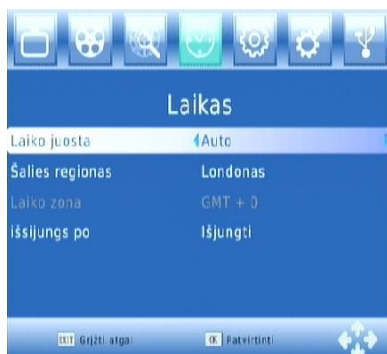 Laikas
Laiko juosta Auto
Šalies regionas Londonas
Laiko zona GMT + 0
išsijungs po Išjungti
EXIT Grįžti atgal OK Patvirtinti